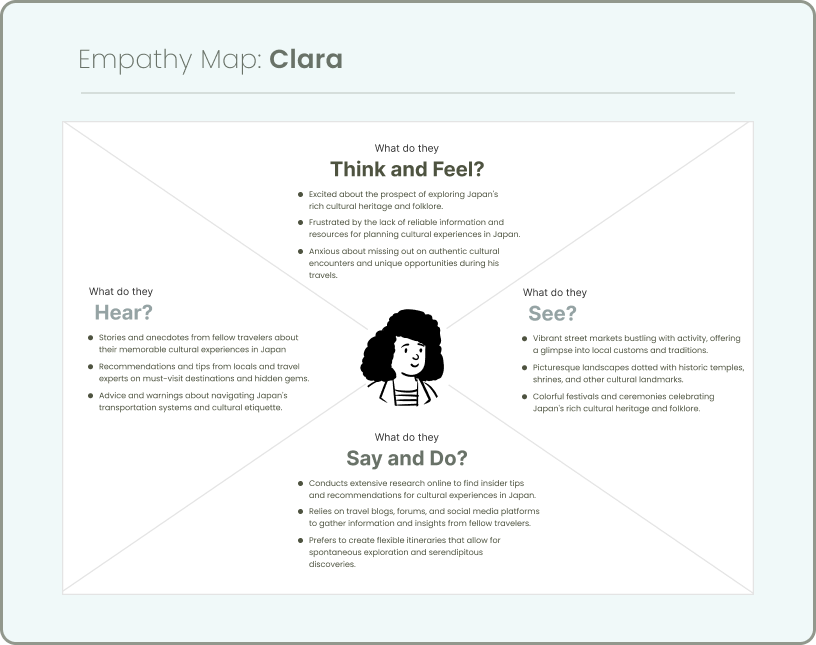 Empathy Map: Clara
What do they
Think and Feel?
Excited about the prospect of exploring Japan's
rich cultural heritage and folklore.
Frustrated by the lack of reliable information and
resources for planning cultural experiences in Japan.
Anxious about missing out on authentic cultural
encounters and unique opportunities during his
travels.
What do they
Hear?
Stories and anecdotes from fellow travelers about
their memorable cultural experiences in Japan
Recommendations and tips from locals and travel
experts on must-visit destinations and hidden gems.
Advice and warnings about navigating Japan's
transportation systems and cultural etiquette.
What do they
See?
Vibrant street markets bustling with activity, offering
a glimpse into local customs and traditions.
Picturesque landscapes dotted with historic temples,
shrines, and other cultural landmarks.
Colorful festivals and ceremonies celebrating
Japan's rich cultural heritage and folklore.
What do they
Say and Do?
Conducts extensive research online to find insider tips
and recommendations for cultural experiences in Japan.
Relies on travel blogs, forums, and social media platforms
to gather information and insights from fellow travelers.
Prefers to create flexible itineraries that allow for
spontaneous exploration and serendipitous
discoveries.